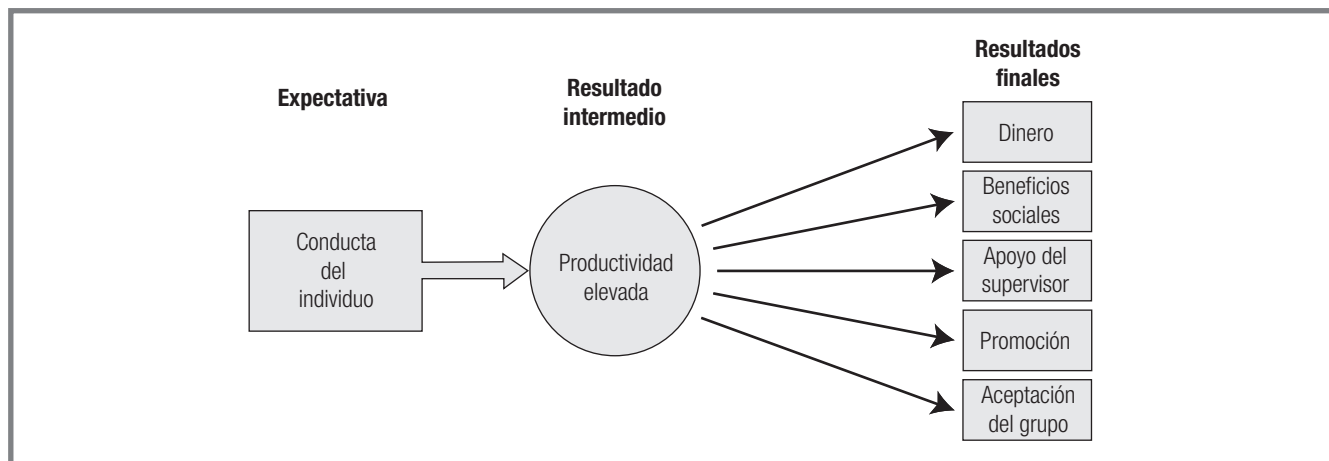 Expectativa
Resultado
intermedio
Resultados
finales
Conducta
del
individuo
Productividad
elevada
Dinero
Beneficios
sociales
Apoyo del
supervisor
Promoción
Aceptación
del grupo